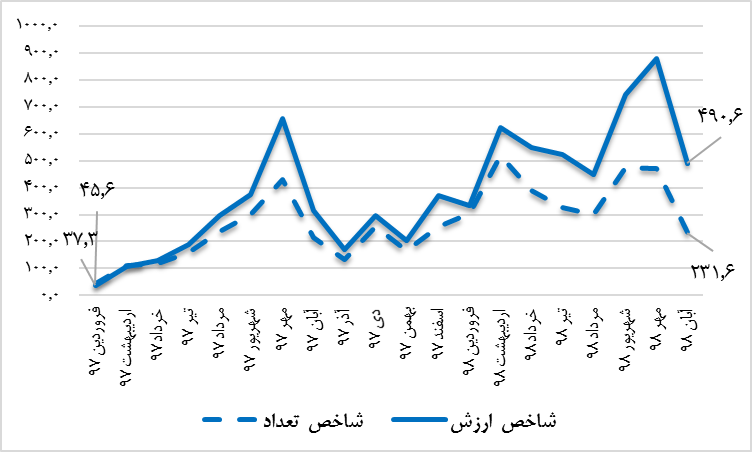 ۱۰۰۰,۰
۹۰۰,۰
۸۰۰,۰
۷۰۰,۰
۶۰۰,۰
۵۰۰,۰
۴۰۰,۰
۳۰۰,۰
۲۰۰,۰
۱۰۰,۰
۰,۰
۴۵,۶
۳۷,۳
۴۹۰,۶
۲۳۱,۶
فروردین ۹۷
اردیبهشت ۹۷
خرداد ۹۷
تیر ۹۷
مرداد ۹۷
شهریور ۹۷
مهر ۹۷
آبان ۹۷
آذر ۹۷
دی ۹۷
بهمن ۹۷
اسفند ۹۷
فروردین ۹۸
اردیبهشت ۹۸
خرداد ۹۸
تیر ۹۸
مرداد ۹۸
شهریور ۹۸
مهر ۹۸
آبان ۹۸
شاخص ارزش
شاخص تعداد